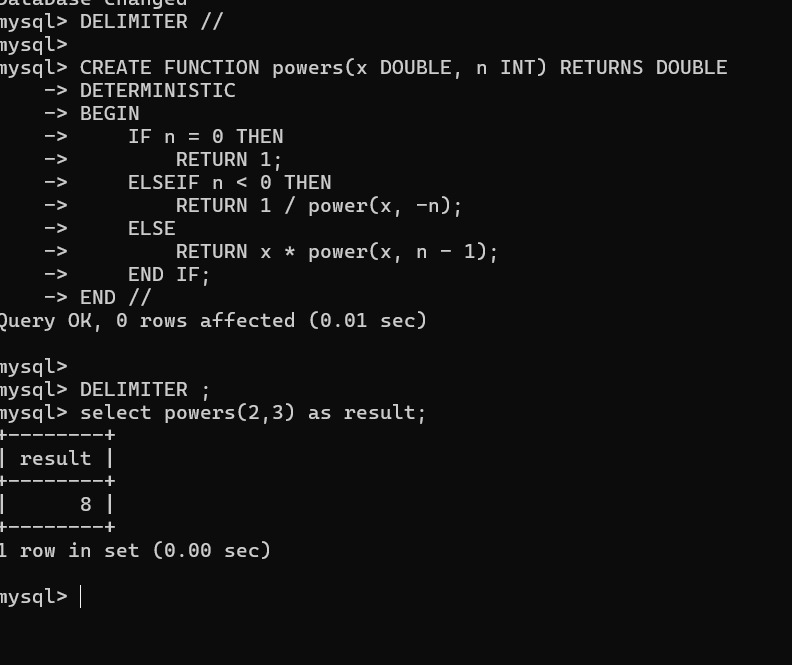 Database changed
mysql> DELIMITER //
mysql>
mysql> CREATE FUNCTION powers(x DOUBLE, n INT) RETURNS DOUBLE
    -> DETERMINISTIC
    -> BEGIN
    ->     IF n = 0 THEN
    ->         RETURN 1;
    ->     ELSEIF n < 0 THEN
    ->         RETURN 1 / power(x, -n);
    ->     ELSE
    ->         RETURN x * power(x, n - 1);
    ->     END IF;
    -> END //
Query OK, 0 rows affected (0.01 sec)

mysql>
mysql> DELIMITER ;
mysql> select powers(2,3) as result;
+--------+
| result |
+--------+
|      8 |
+--------+
1 row in set (0.00 sec)

mysql>